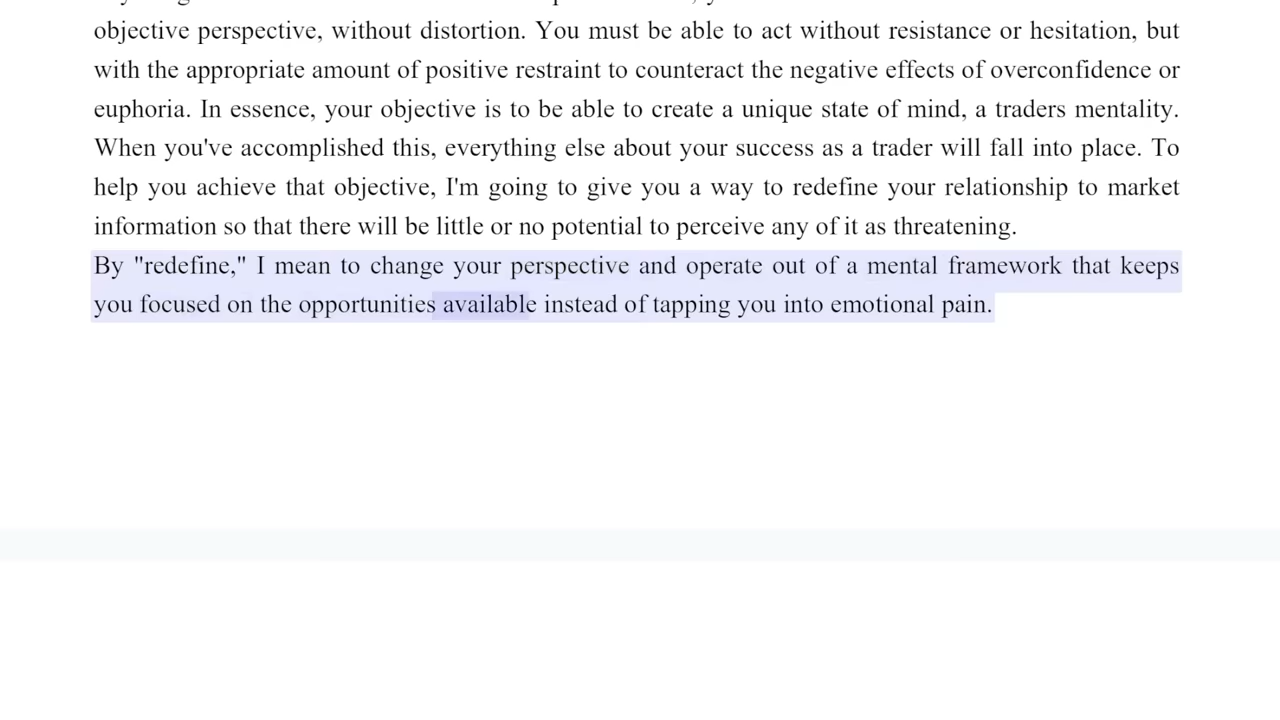 objective perspective, without distortion. You must be able to act without resistance or hesitation, but
with the appropriate amount of positive restraint to counteract the negative effects of overconfidence or
euphoria. In essence, your objective is to be able to create a unique state of mind, a traders mentality.
When you've accomplished this, everything else about your success as a trader will fall into place. To
help you achieve that objective, I'm going to give you a way to redefine your relationship to market
information so that there will be little or no potential to perceive any of it as threatening.
By "redefine," I mean to change your perspective and operate out of a mental framework that keeps
you focused on the opportunities available instead of tapping you into emotional pain.